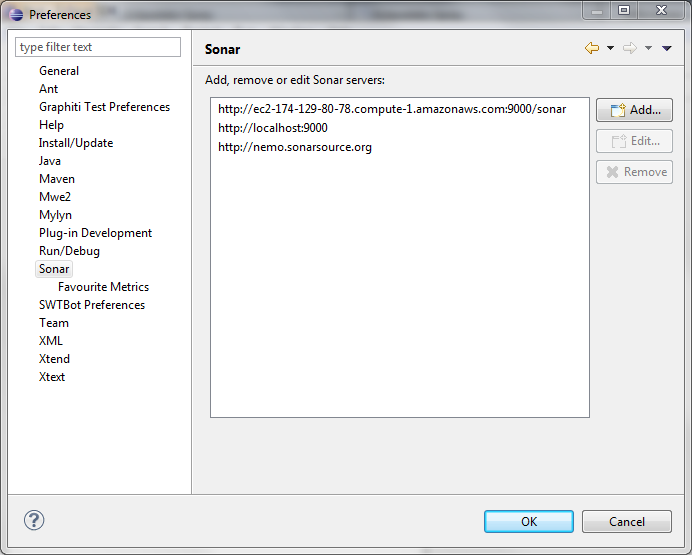 Preferences
type filter text
General
Ant
Graphiti Test Preferences
Help
Install/Update
Java
Maven
Mwe2
Mylyn
Plug-in Development
Run/Debug
Sonar
Favourite Metrics
SWTBot Preferences
Team
XML
Xtend
Xtext
Sonar
Add, remove or edit Sonar servers:
http://ec2-174-129-80-78.compute-1.amazonaws.com:9000/sonar
http://localhost:9000
http://nemo.sonarsource.org
Add...
Edit...
Remove
?
OK
Cancel